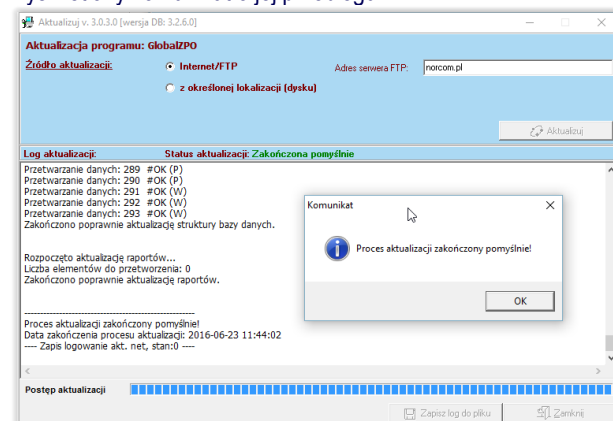 Aktualizuj v. 3.0.3.0 [wersja DB: 3.2.6.0]
Aktualizacja programu: GlobalZPO
Źródło aktualizacji:
Internet/FTP
Adres serwera FTP: norcom.pl
z określonej lokalizacji (dysku)
Aktualizuj
Log aktualizacji: Status aktualizacji: Zakończona pomyślnie
Przetwarzanie danych: 289 #OK (P)
Przetwarzanie danych: 290 #OK (P)
Przetwarzanie danych: 291 #OK (W)
Przetwarzanie danych: 292 #OK (W)
Przetwarzanie danych: 293 #OK (W)
Zakończono poprawnie aktualizację struktury bazy danych.
Rozpoczęto aktualizację raportów...
Liczba elementów do przetworzenia: 0
Zakończono poprawnie aktualizację raportów.
----------------------------------------------------
Proces aktualizacji zakończony pomyślnie!
Data zakończenia procesu aktualizacji: 2016-06-23 11:44:02
---- Zapis logowanie akt. net, stan:0 ----
Komunikat
Proces aktualizacji zakończony pomyślnie!
OK
Postęp aktualizacji
Zapisz log do pliku
Zamknij